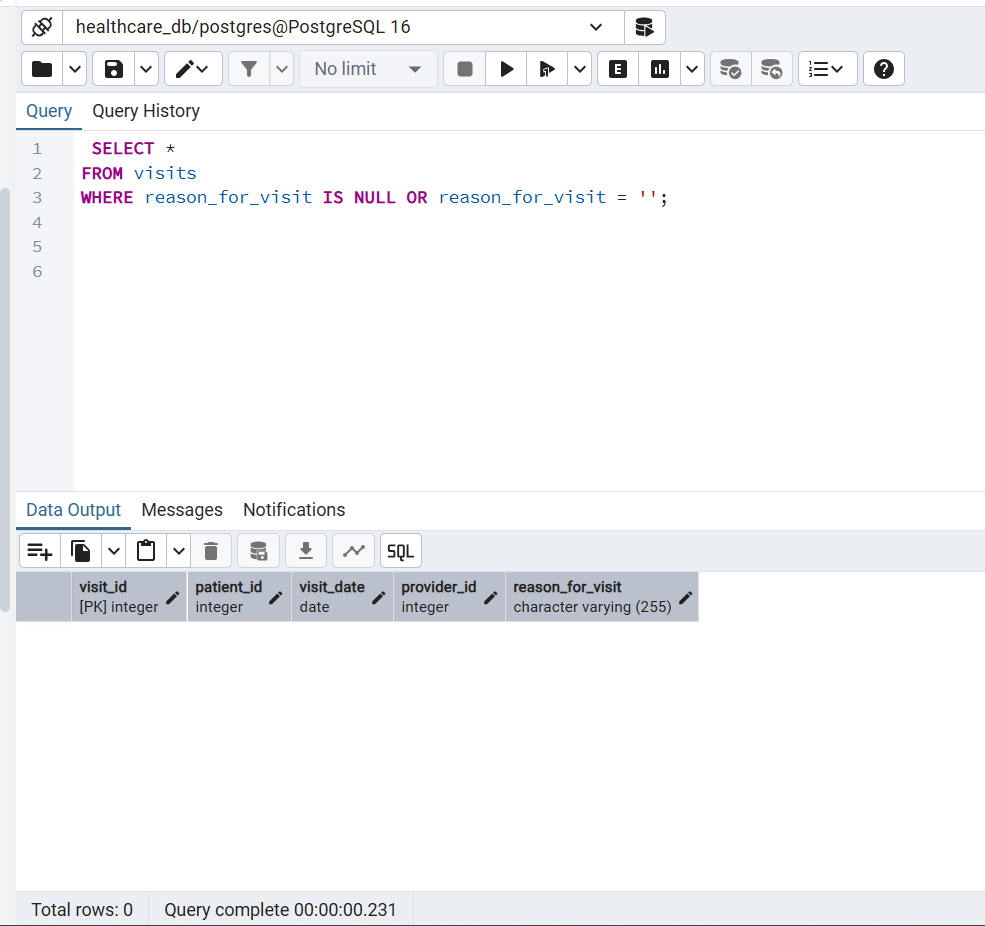 healthcare_db/postgres@PostgreSQL 16
No limit
E
Query Query History
1 SELECT *
2 FROM visits
3 WHERE reason_for_visit IS NULL OR reason_for_visit = '';
4
5
6
Data Output Messages Notifications
SQL
visit_id patient_id visit_date provider_id reason_for_visit
[PK] integer integer date integer character varying (255)
Total rows: 0 Query complete 00:00:00.231